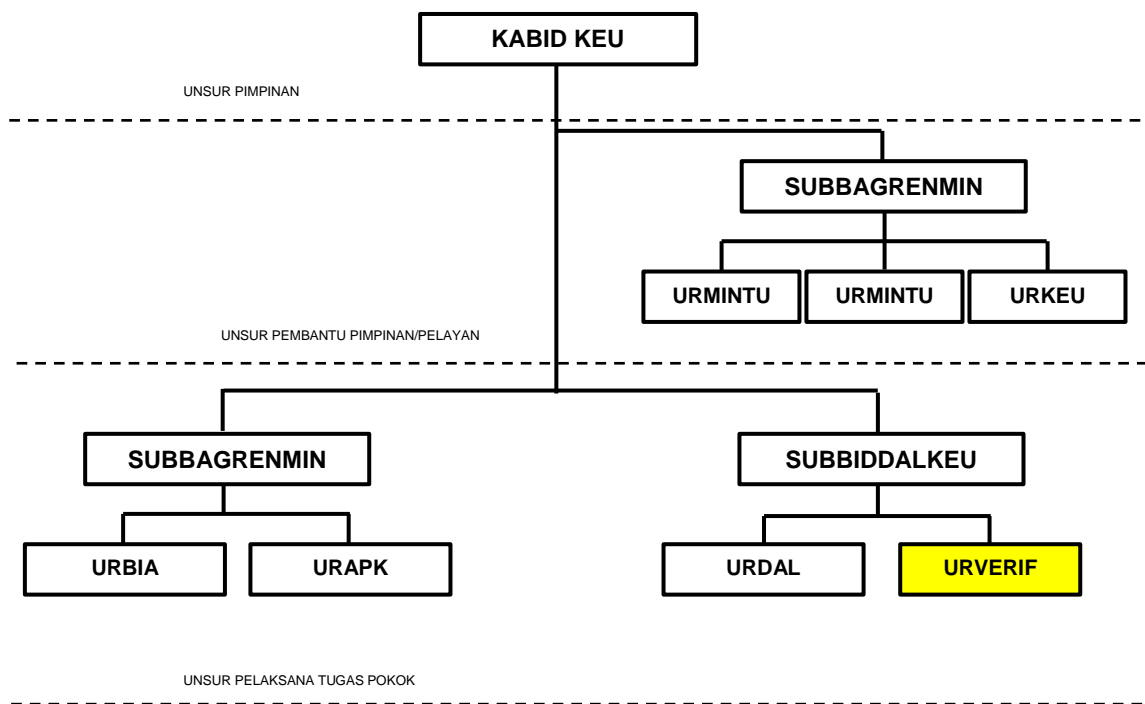 KABID KEU
UNSUR PIMPINAN
SUBBAGRENMIN
URMINTU
URMINTU
URKEU
UNSUR PEMBANTU PIMPINAN/PELAYAN
SUBBAGRENMIN
SUBBIDDALKEU
URBIA
URAPK
URDAL
URVERIF
UNSUR PELAKSANA TUGAS POKOK